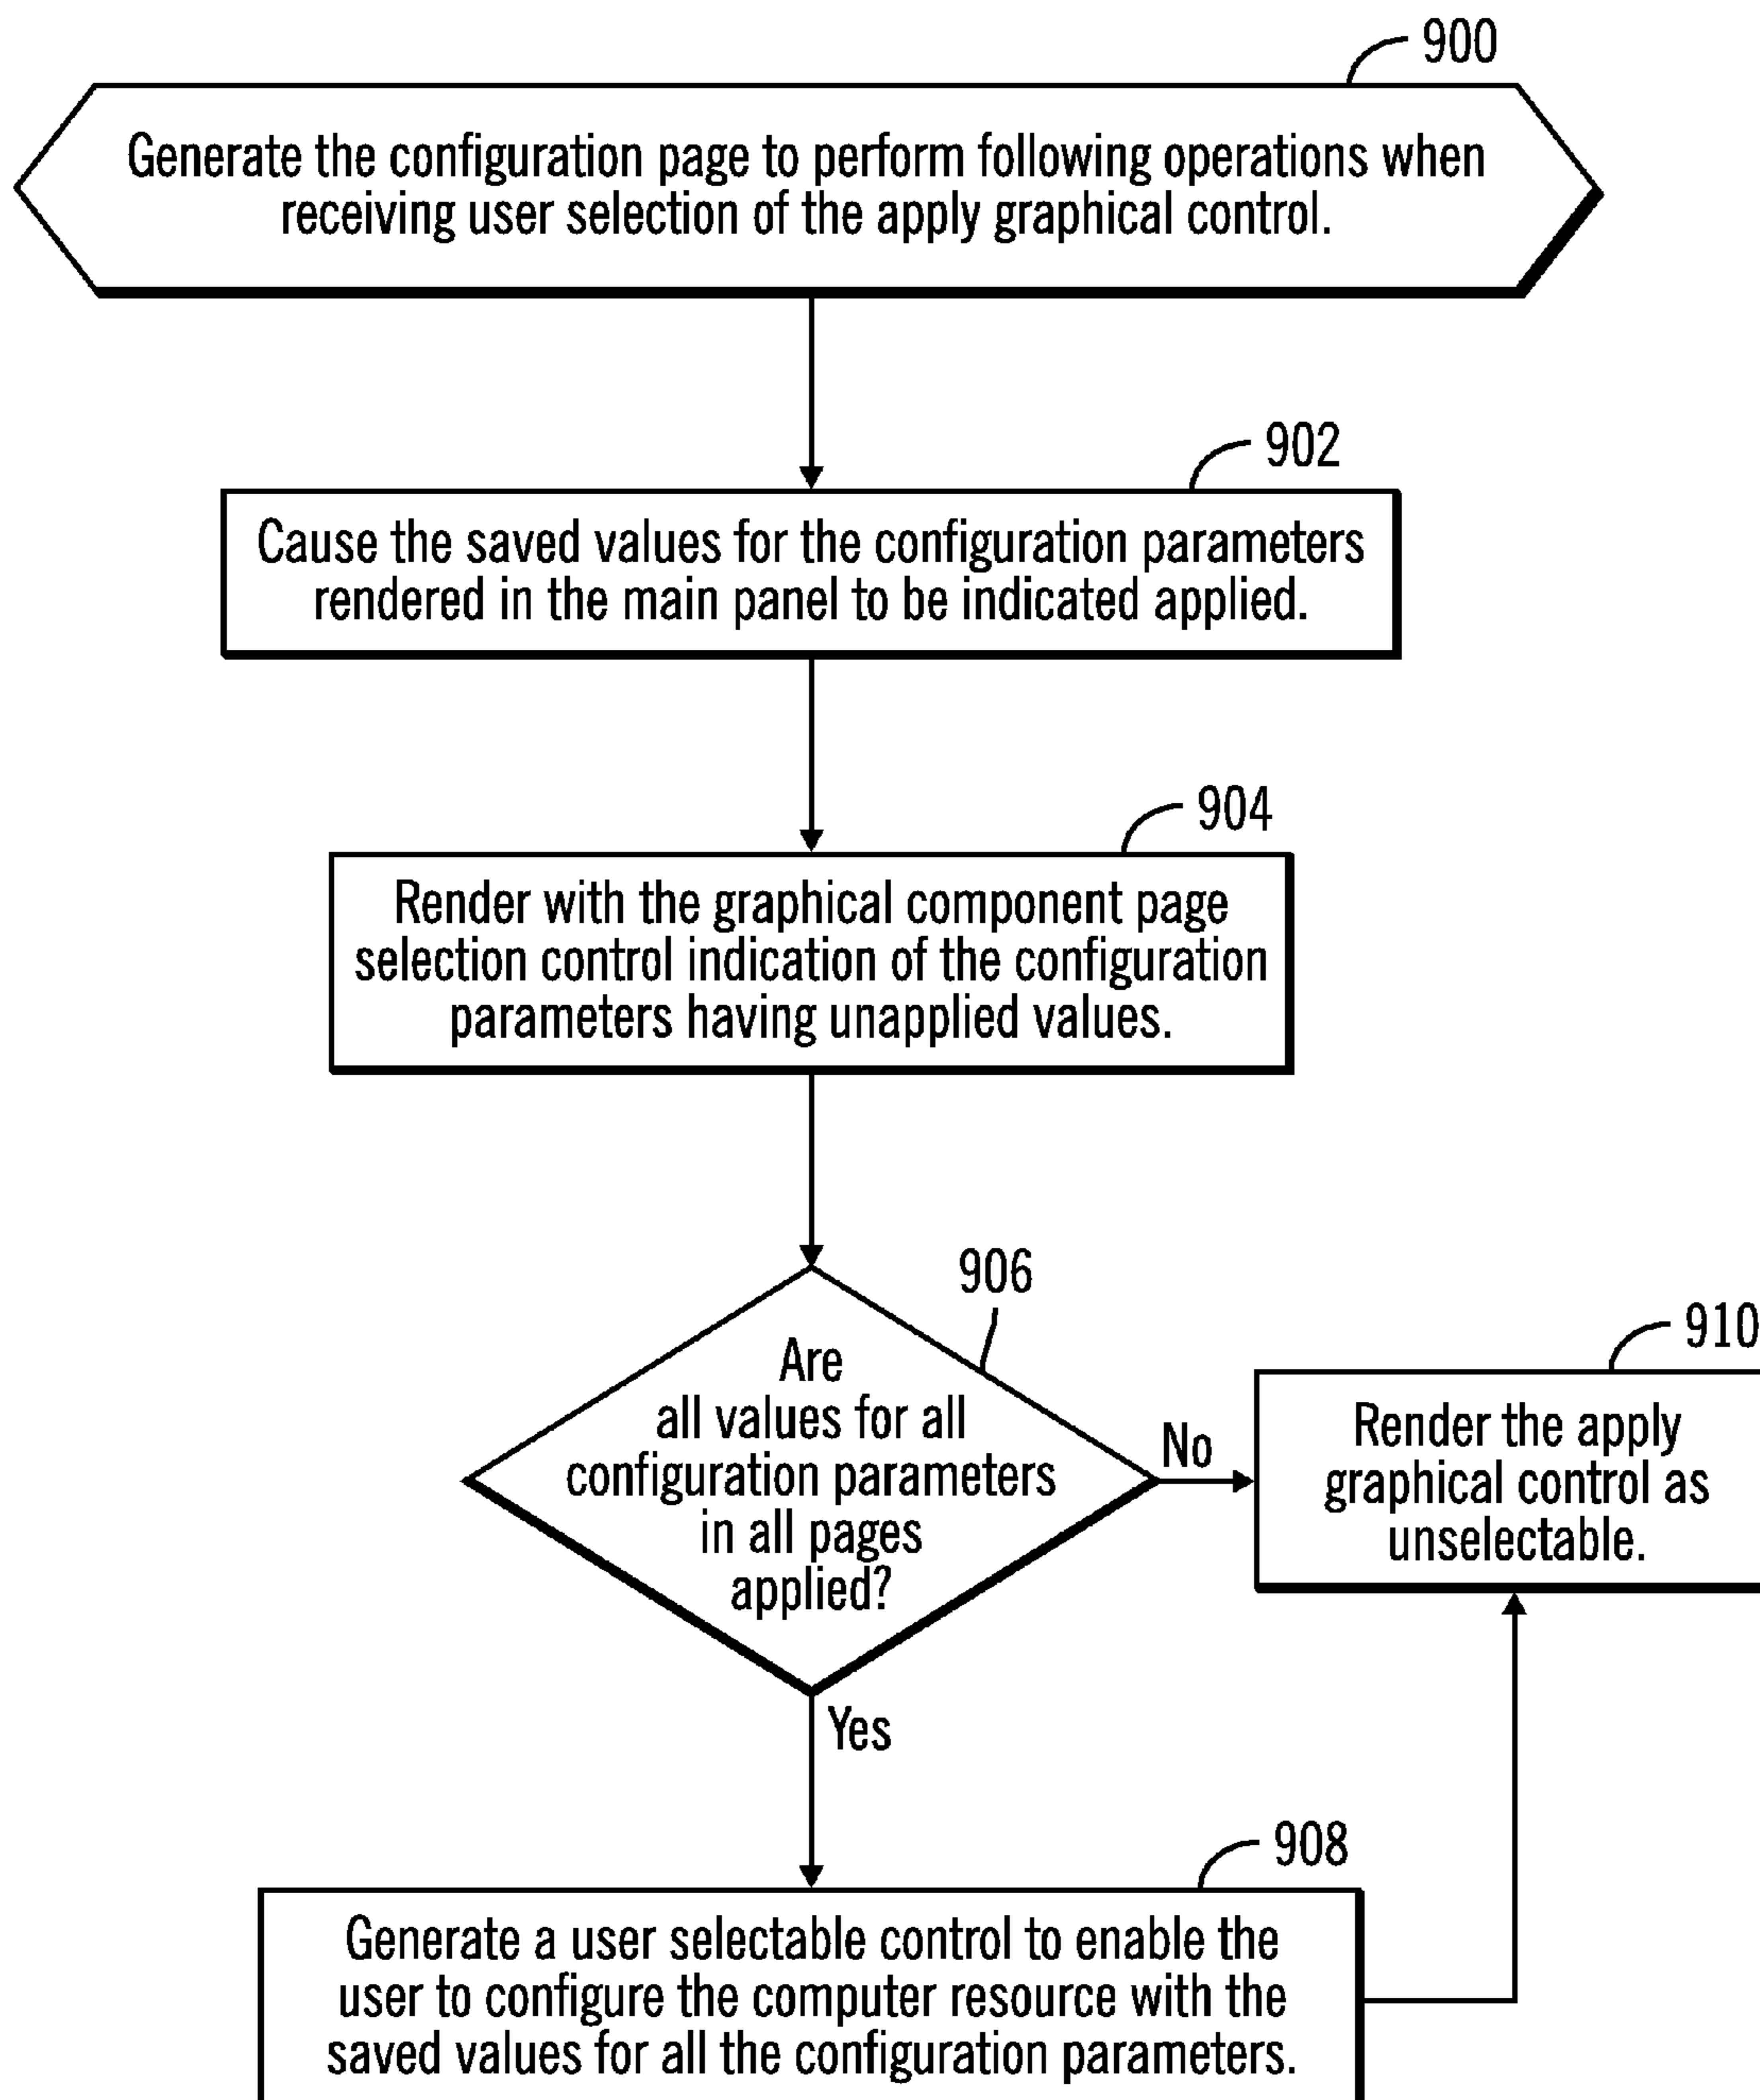 900
Generate the configuration page to perform following operations when
receiving user selection of the apply graphical control.
902
Cause the saved values for the configuration parameters
rendered in the main panel to be indicated applied.
904
Render with the graphical component page
selection control indication of the configuration
parameters having unapplied values.
906
Are
all values for all
configuration parameters
in all pages
applied?
No
910
Render the apply
graphical control as
unselectable.
Yes
908
Generate a user selectable control to enable the
user to configure the computer resource with the
saved values for all the configuration parameters.